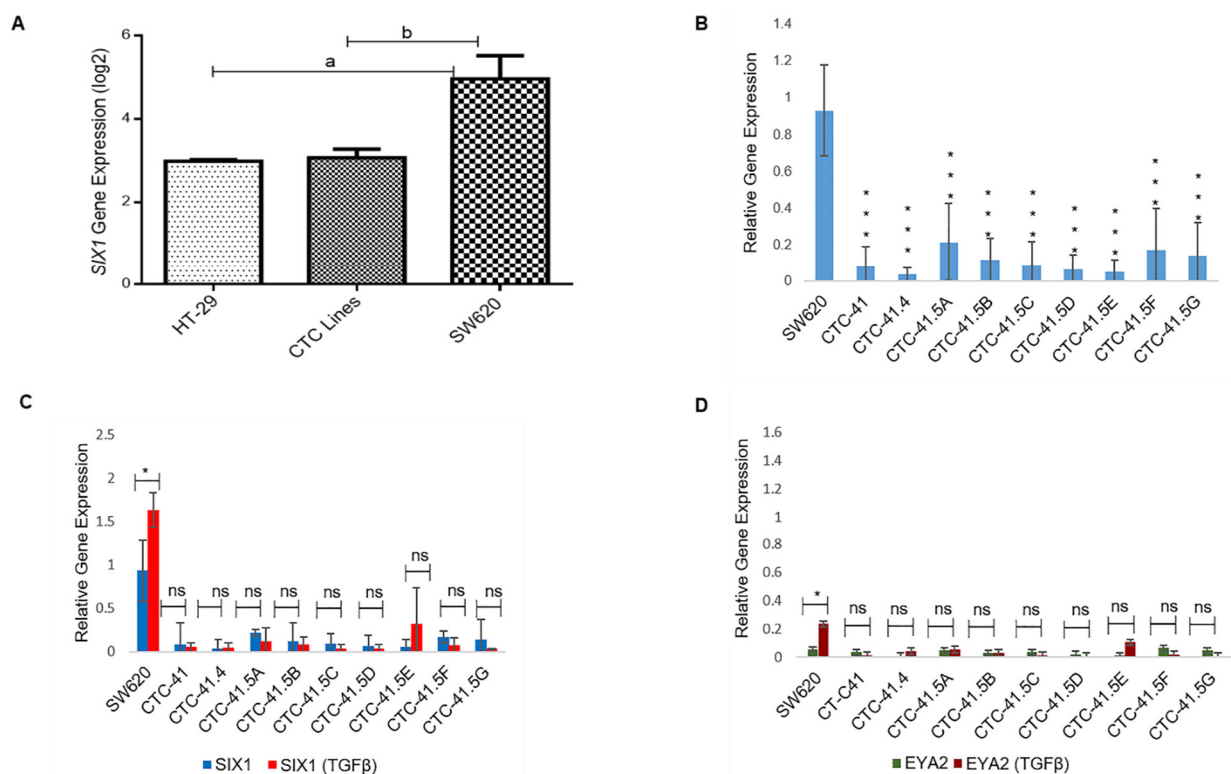 A
SIX1 Gene Expression (log2)
6
4
2
0
a
b
HT-29
CTC Lines
SW620
B
Relative Gene Expression
1.4
1.2
1
0.8
0.6
0.4
0.2
0
* * *
* * *
* * *
* * *
* * *
* * *
* * *
* * *
* * *
SW620
CTC-41
CTC-41.4
CTC-41.5A
CTC-41.5B
CTC-41.5C
CTC-41.5D
CTC-41.5E
CTC-41.5F
CTC-41.5G
C
Relative Gene Expression
2.5
2
1.5
1
0.5
0
*
ns
ns
ns
ns
ns
ns
ns
ns
ns
SW620
CTC-41
CTC-41.4
CTC-41.5A
CTC-41.5B
CTC-41.5C
CTC-41.5D
CTC-41.5E
CTC-41.5F
CTC-41.5G
SIX1 SIX1 (TGFβ)
D
Relative Gene Expression
1.6
1.4
1.2
1
0.8
0.6
0.4
0.2
0
*
ns
ns
ns
ns
ns
ns
ns
ns
ns
SW620
CT-C41
CTC-41.4
CTC-41.5A
CTC-41.5B
CTC-41.5C
CTC-41.5D
CTC-41.5E
CTC-41.5F
CTC-41.5G
EYA2 EYA2 (TGFβ)